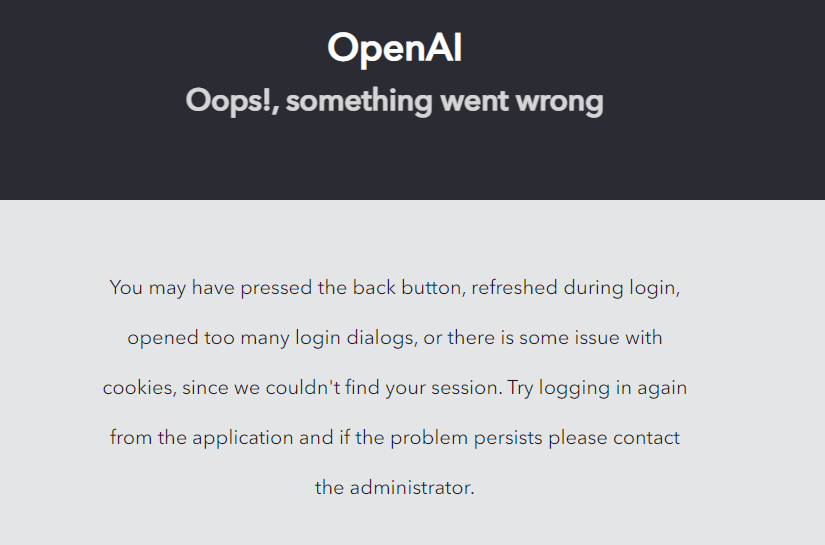 OpenAI
Oops!, something went wrong
You may have pressed the back button, refreshed during login,
opened too many login dialogs, or there is some issue with
cookies, since we couldn't find your session. Try logging in again
from the application and if the problem persists please contact
the administrator.